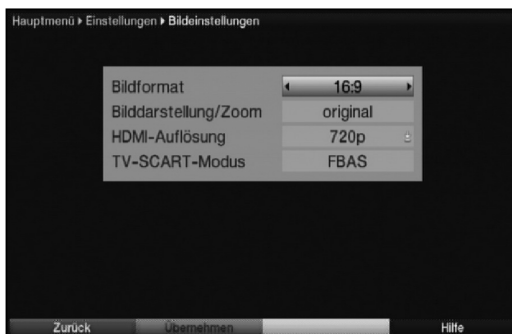 Hauptmenü ▸ Einstellungen ▸ Bildeinstellungen
Bildformat 16:9
Bilddarstellung/Zoom original
HDMI-Auflösung 720p
TV-SCART-Modus FBAS
Zurück Übernehmen Hilfe